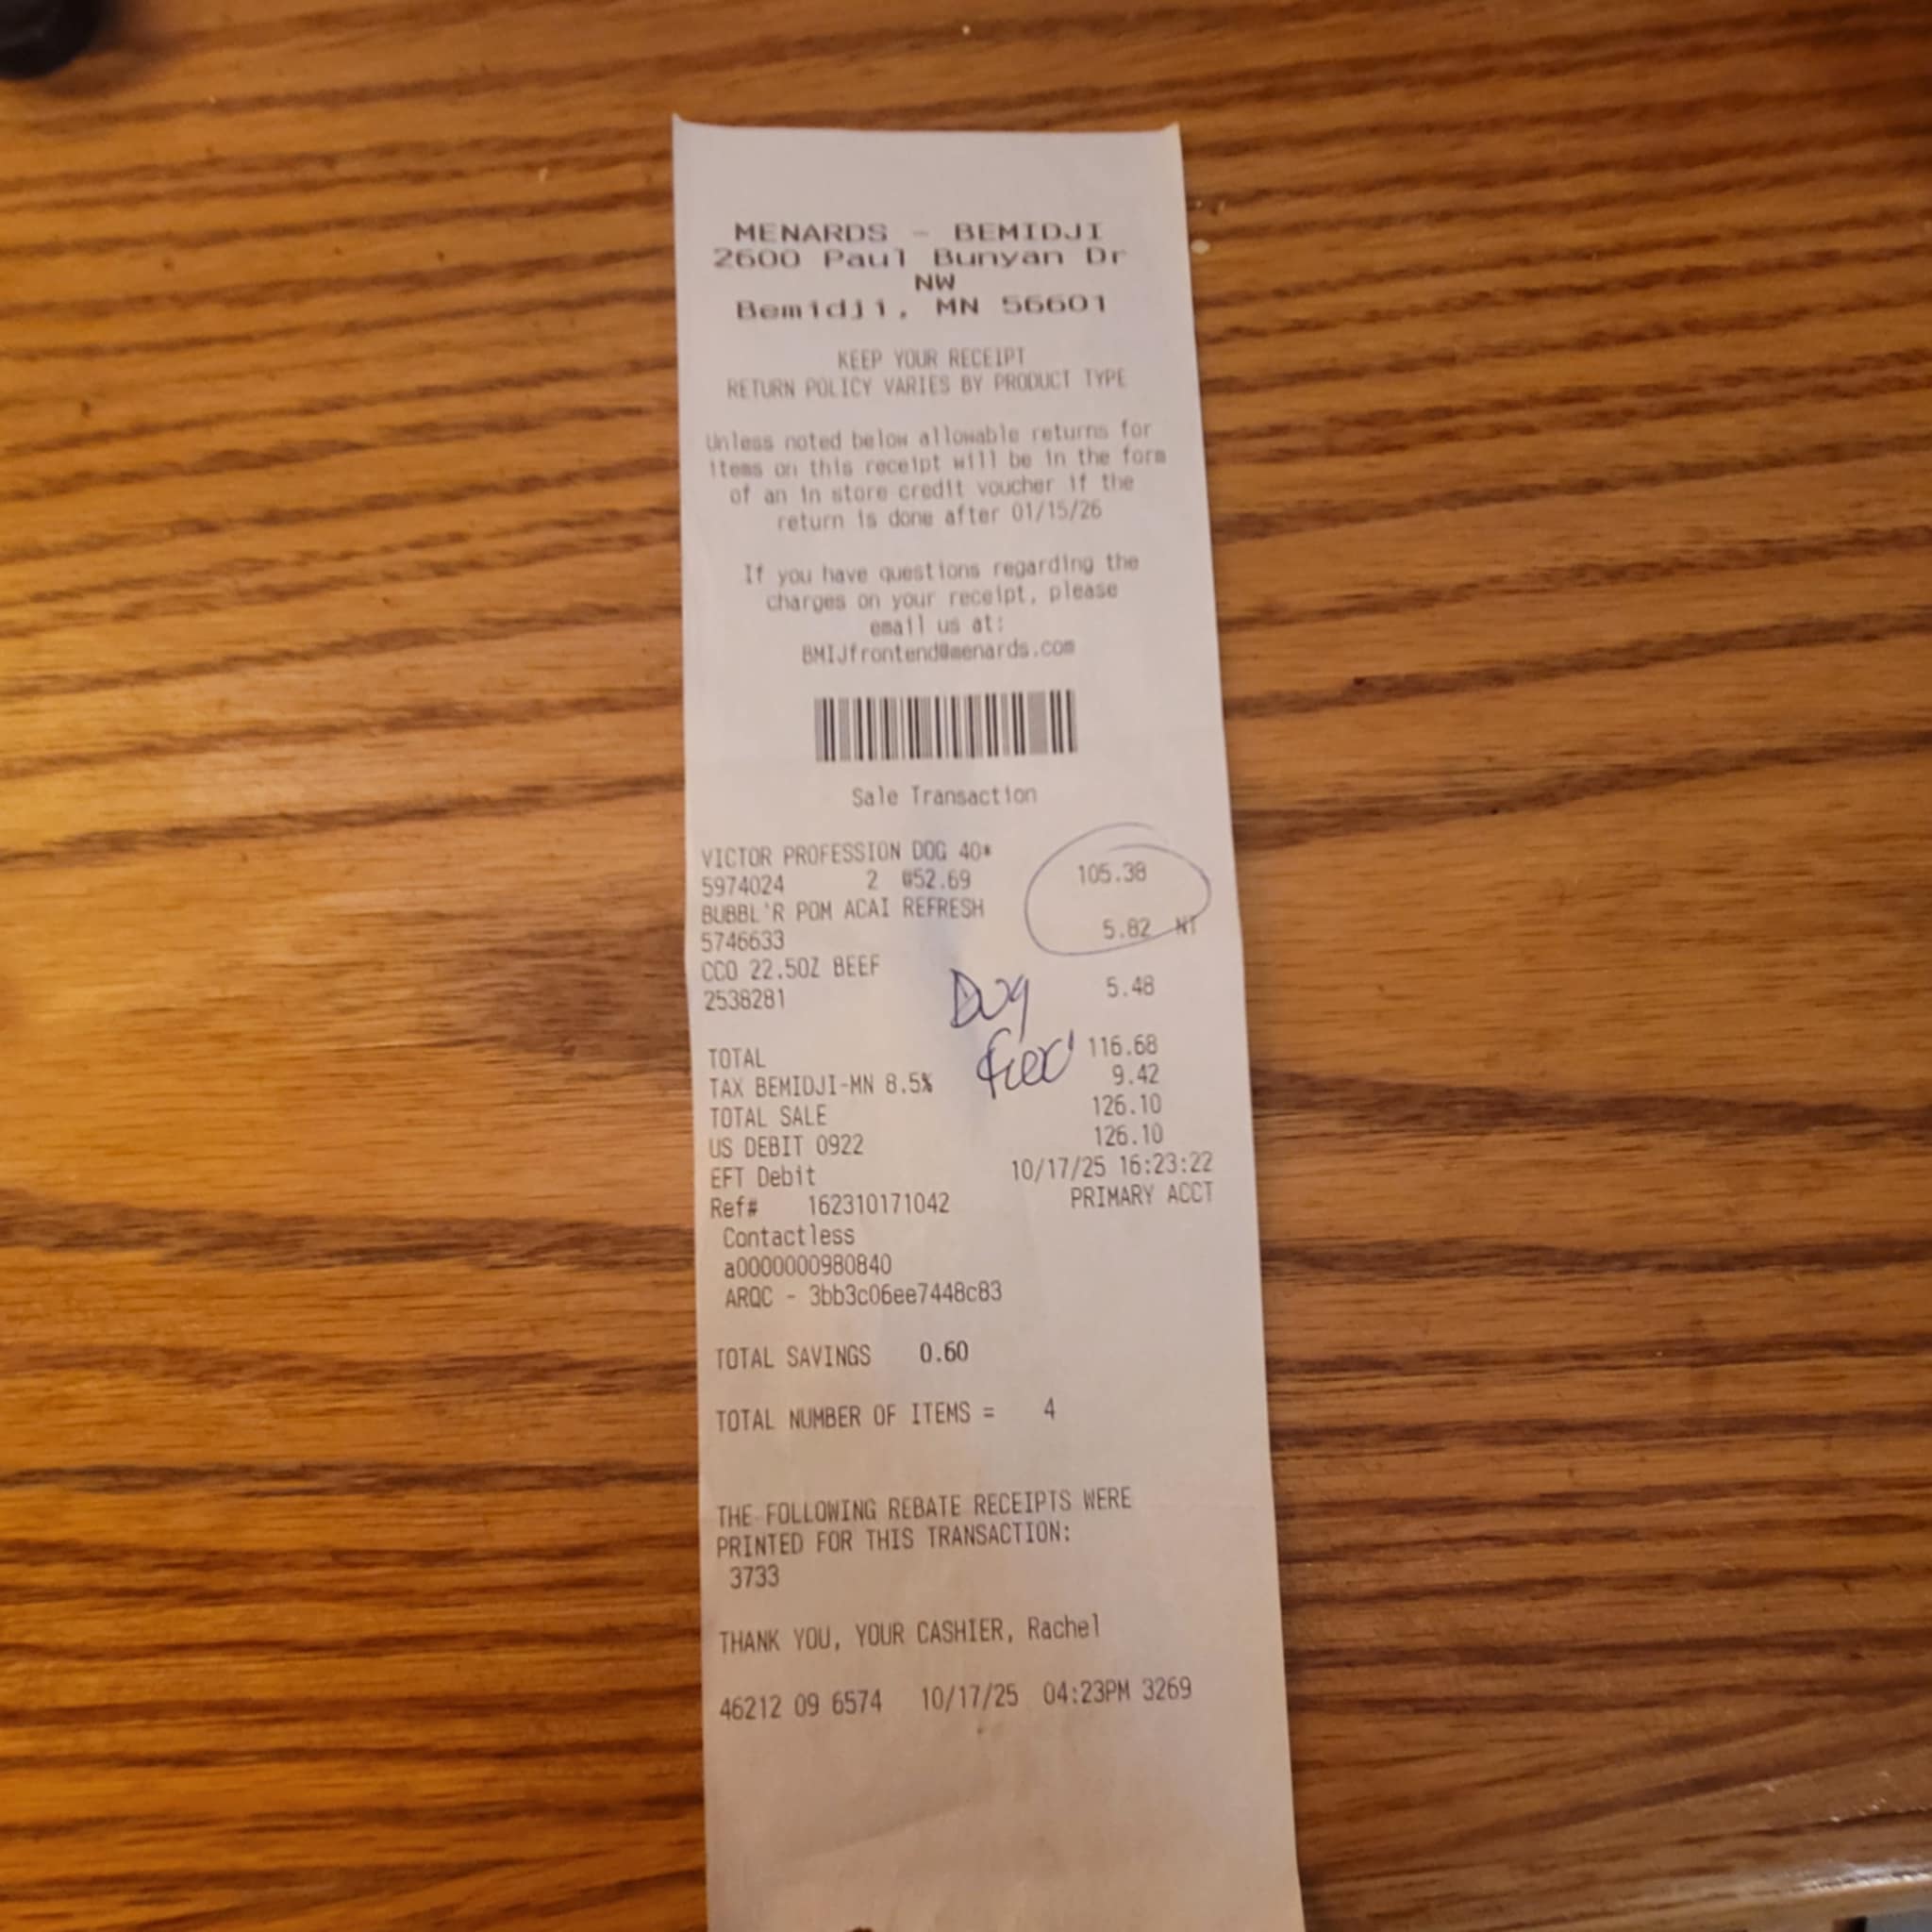 MENARDS - BEMIDJI
2600 Paul Bunyan Dr
NW
Bemidji, MN 56601
KEEP YOUR RECEIPT
RETURN POLICY VARIES BY PRODUCT TYPE
Unless noted below allowable returns for
items on this receipt will be in the form
of an in store credit voucher if the
return is done after 01/15/26
If you have questions regarding the
charges on your receipt, please
email us at:
BMIJfrontend@menards.com
Sale Transaction
VICTOR PROFESSION DOG 40*
5974024 2 @52.69 105.38
BUBBL'R POM ACAI REFRESH
5746633 5.82 NT
CCO 22.5OZ BEEF
2538281 5.48
Dog
feed
TOTAL 116.68
TAX BEMIDJI-MN 8.5% 9.42
TOTAL SALE 126.10
US DEBIT 0922 126.10
EFT Debit 10/17/25 16:23:22
Ref# 162310171042 PRIMARY ACCT
Contactless
a0000000980840
ARQC - 3bb3c06ee7448c83
TOTAL SAVINGS 0.60
TOTAL NUMBER OF ITEMS = 4
THE FOLLOWING REBATE RECEIPTS WERE
PRINTED FOR THIS TRANSACTION:
3733
THANK YOU, YOUR CASHIER, Rachel
46212 09 6574 10/17/25 04:23PM 3269